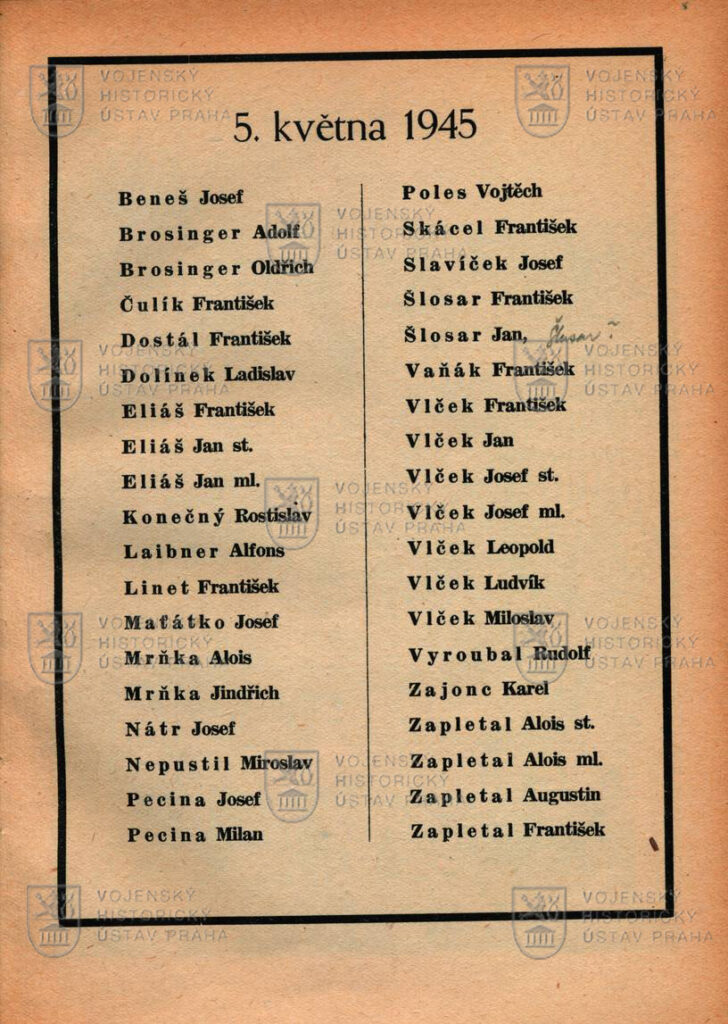 5. května 1945
Beneš Josef
Brosinger Adolf
Brosinger Oldřich
Čulík František
Dostál František
Dolínek Ladislav
Eliáš František
Eliáš Jan st.
Eliáš Jan ml.
Konečný Rostislav
Laibner Alfons
Linet František
Maťátko Josef
Mrňka Alois
Mrňka Jindřich
Nátr Josef
Nepustil Miroslav
Pecina Josef
Pecina Milan
Poles Vojtěch
Skácel František
Slavíček Josef
Šlosar František
Šlosar Jan,
Vaňák František
Vlček František
Vlček Jan
Vlček Josef st.
Vlček Josef ml.
Vlček Leopold
Vlček Ludvík
Vlček Miloslav
Vyroubal Rudolf
Zajonc Karel
Zapletal Alois st.
Zapletal Alois ml.
Zapletal Augustin
Zapletal František
VOJENSKÝ
HISTORICKÝ
ÚSTAV PRAHA